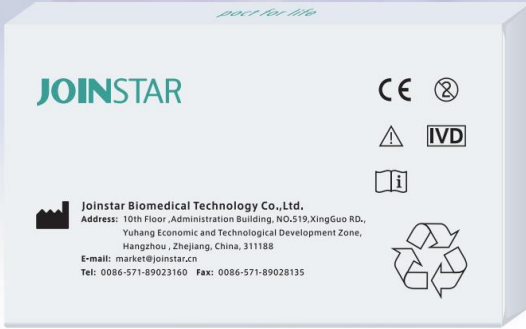 poct for life
JOINSTAR
CE
2
IVD
i
Joinstar Biomedical Technology Co.,Ltd.
Address: 10th Floor ,Administration Building, NO.519,XingGuo RD.,
Yuhang Economic and Technological Development Zone,
Hangzhou , Zhejiang, China, 311188
E-mail: market@joinstar.cn
Tel: 0086-571-89023160 Fax: 0086-571-89028135